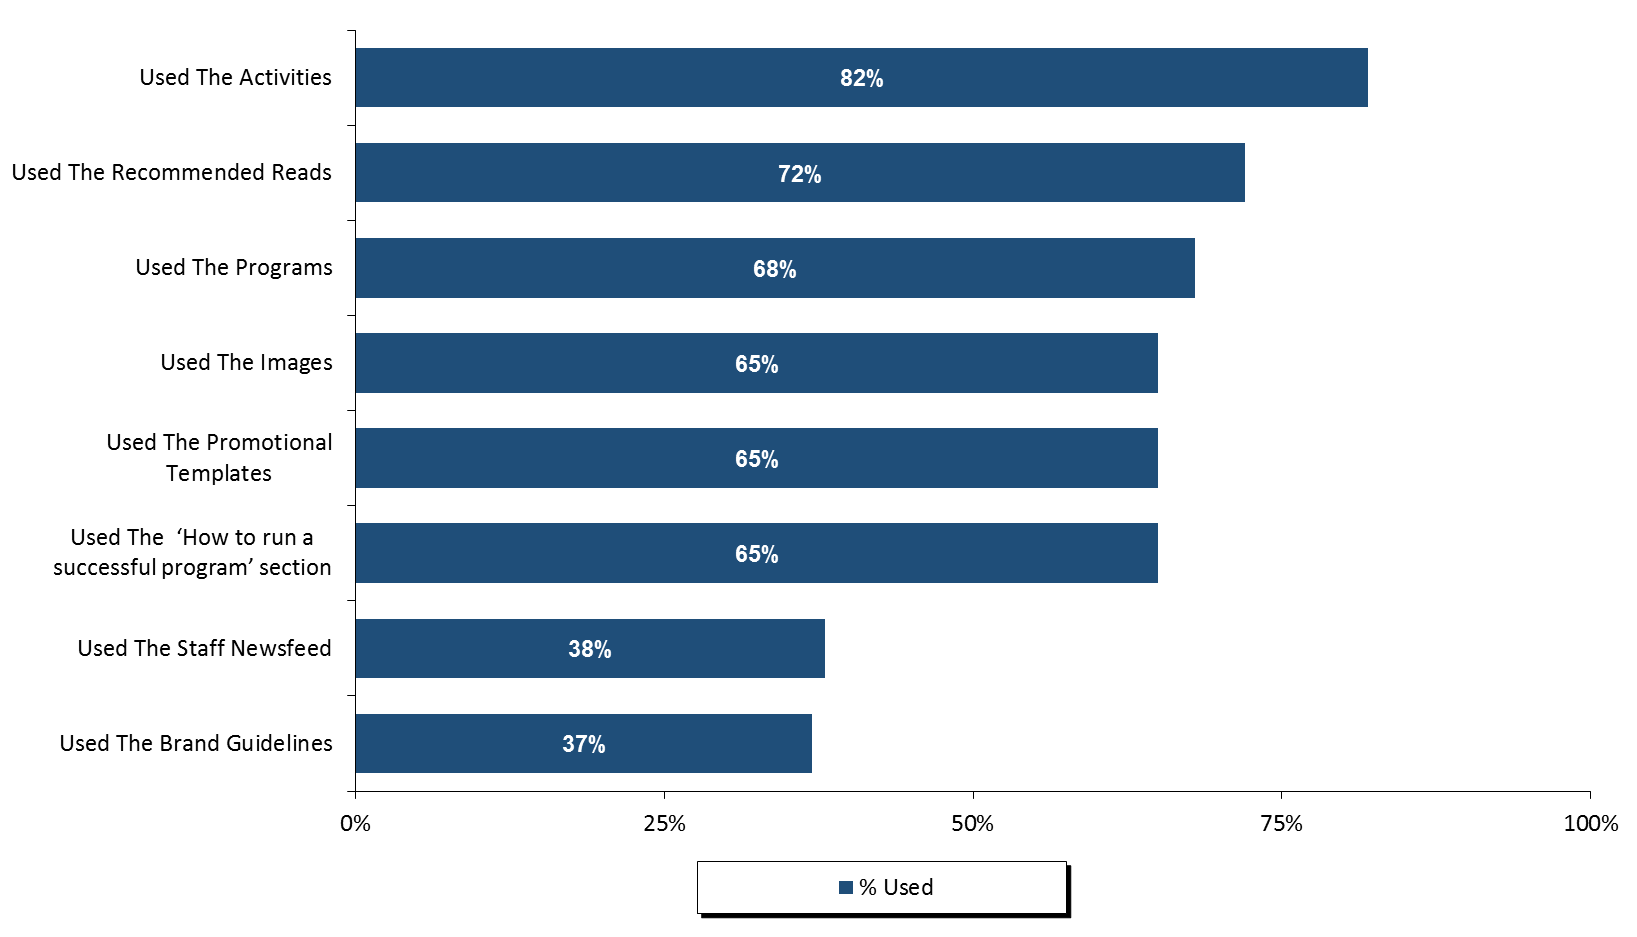 Used The Activities
82%
Used The Recommended Reads
72%
Used The Programs
68%
Used The Images
65%
Used The Promotional
Templates
65%
Used The  ‘How to run a
successful program’ section
65%
Used The Staff Newsfeed
38%
Used The Brand Guidelines
37%
0% 25% 50% 75% 100%
% Used